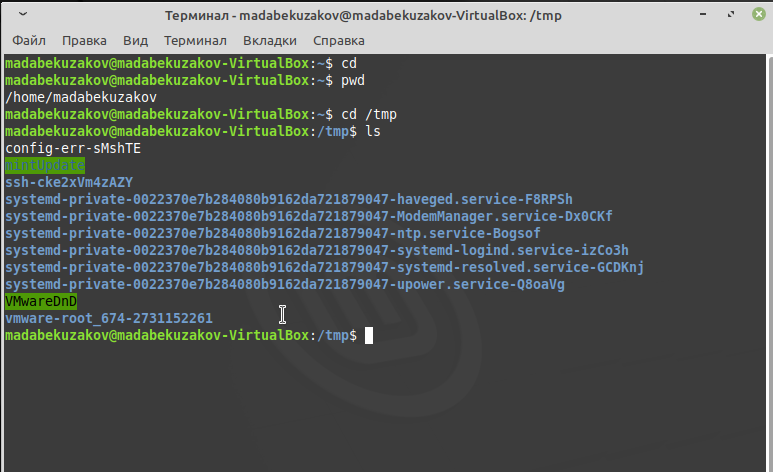 Терминал - madabekuzakov@madabekuzakov-VirtualBox: /tmp
Файл Правка Вид Терминал Вкладки Справка
madabekuzakov@madabekuzakov-VirtualBox:~$ cd
madabekuzakov@madabekuzakov-VirtualBox:~$ pwd
/home/madabekuzakov
madabekuzakov@madabekuzakov-VirtualBox:~$ cd /tmp
madabekuzakov@madabekuzakov-VirtualBox:/tmp$ ls
config-err-sMshTE
mintUpdate
ssh-cke2xVm4zAZY
systemd-private-0022370e7b284080b9162da721879047-haveged.service-F8RPSh
systemd-private-0022370e7b284080b9162da721879047-ModemManager.service-Dx0CKf
systemd-private-0022370e7b284080b9162da721879047-ntp.service-Bogsof
systemd-private-0022370e7b284080b9162da721879047-systemd-logind.service-izCo3h
systemd-private-0022370e7b284080b9162da721879047-systemd-resolved.service-GCDKnj
systemd-private-0022370e7b284080b9162da721879047-upower.service-Q8oaVg
VMwareDnD
vmware-root_674-2731152261
madabekuzakov@madabekuzakov-VirtualBox:/tmp$